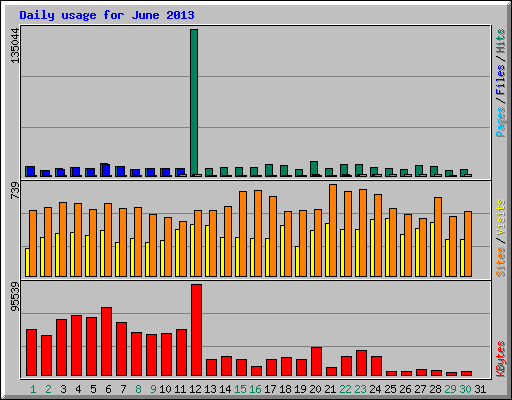 Daily usage for June 2013
135044
Pages / Files / Hits
739
Sites / Visits
95539
KBytes
1 2 3 4 5 6 7 8 9 10 11 12 13 14 15 16 17 18 19 20 21 22 23 24 25 26 27 28 29 30 31